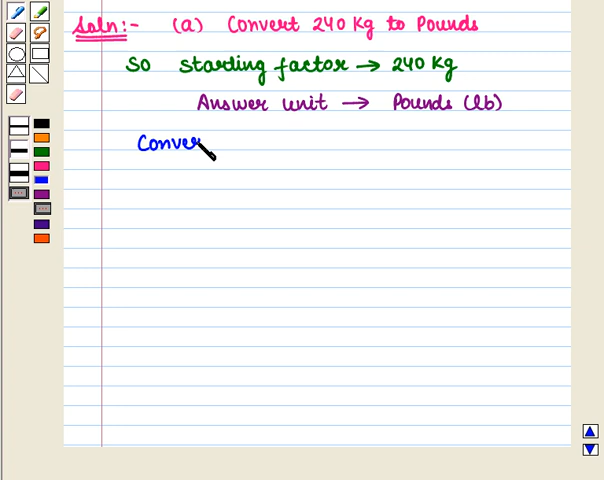 Soln:- (a) Convert 240 Kg to Pounds
So starting factor → 240 Kg
Answer unit → Pounds (lb)
Conver